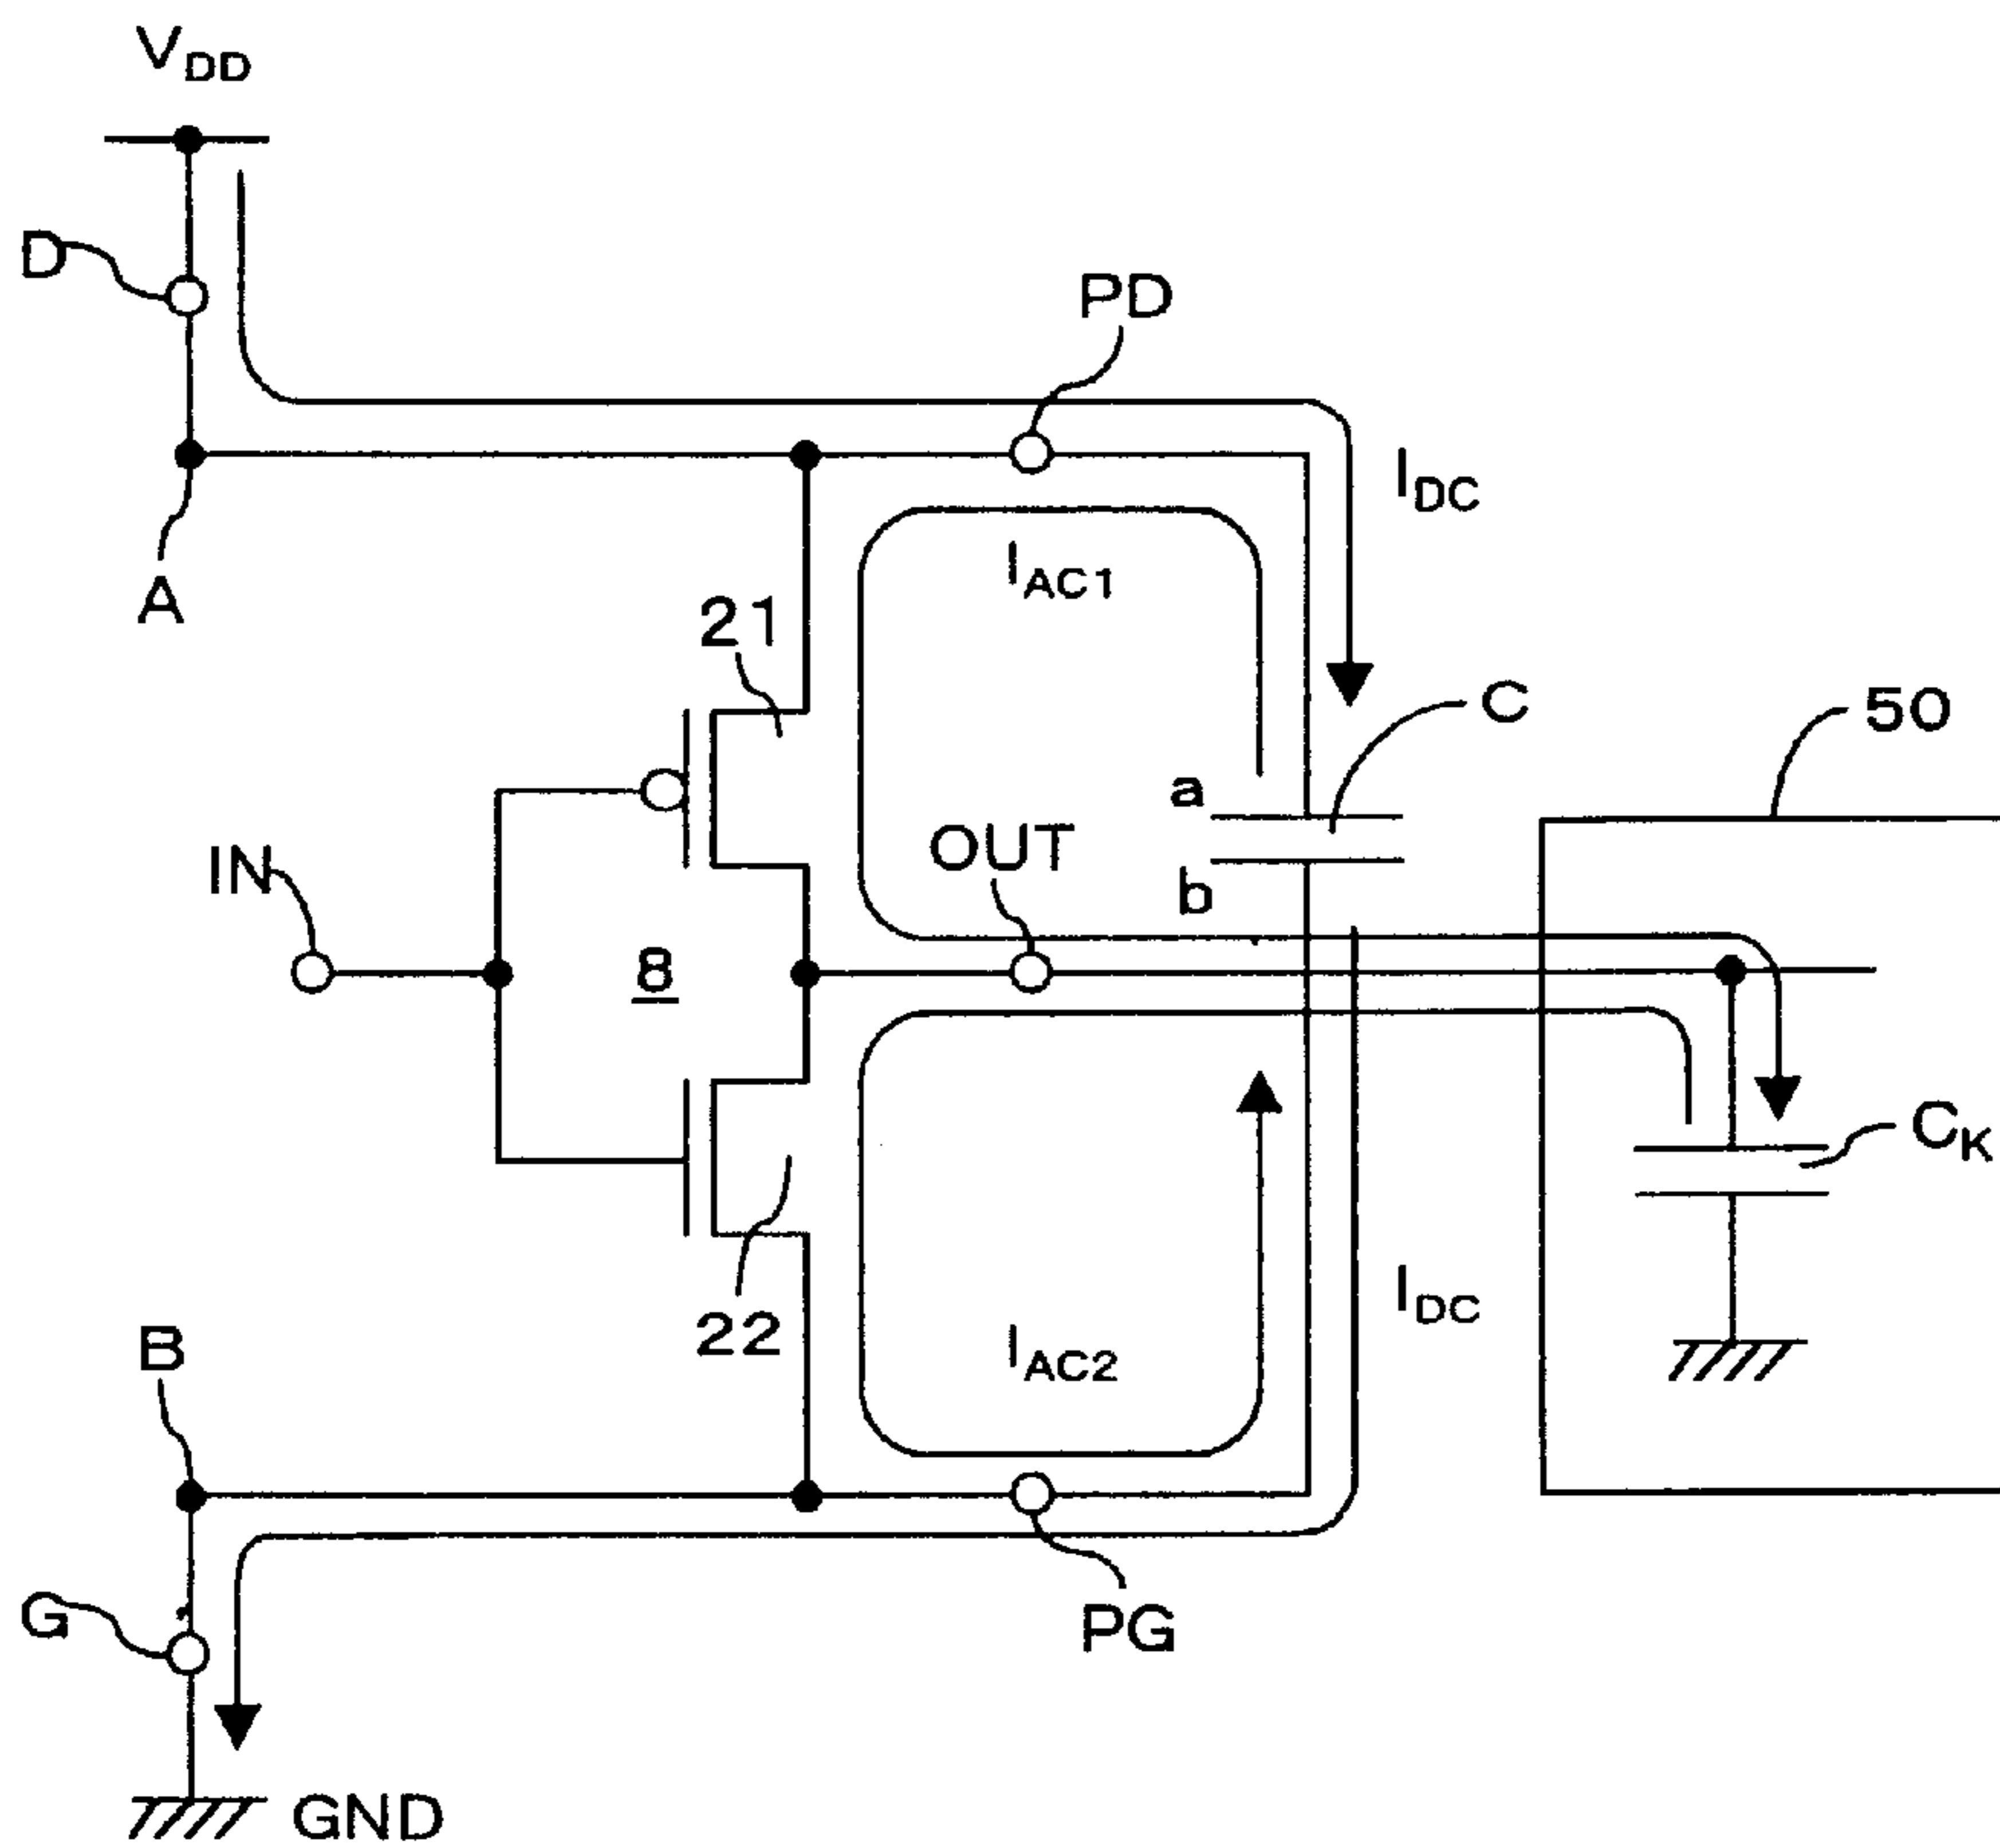 VDD
D
PD
IDC
IAC1
A
21
C
50
a
OUT
IN
b
8
CK
IDC
22
IAC2
B
G
PG
GND